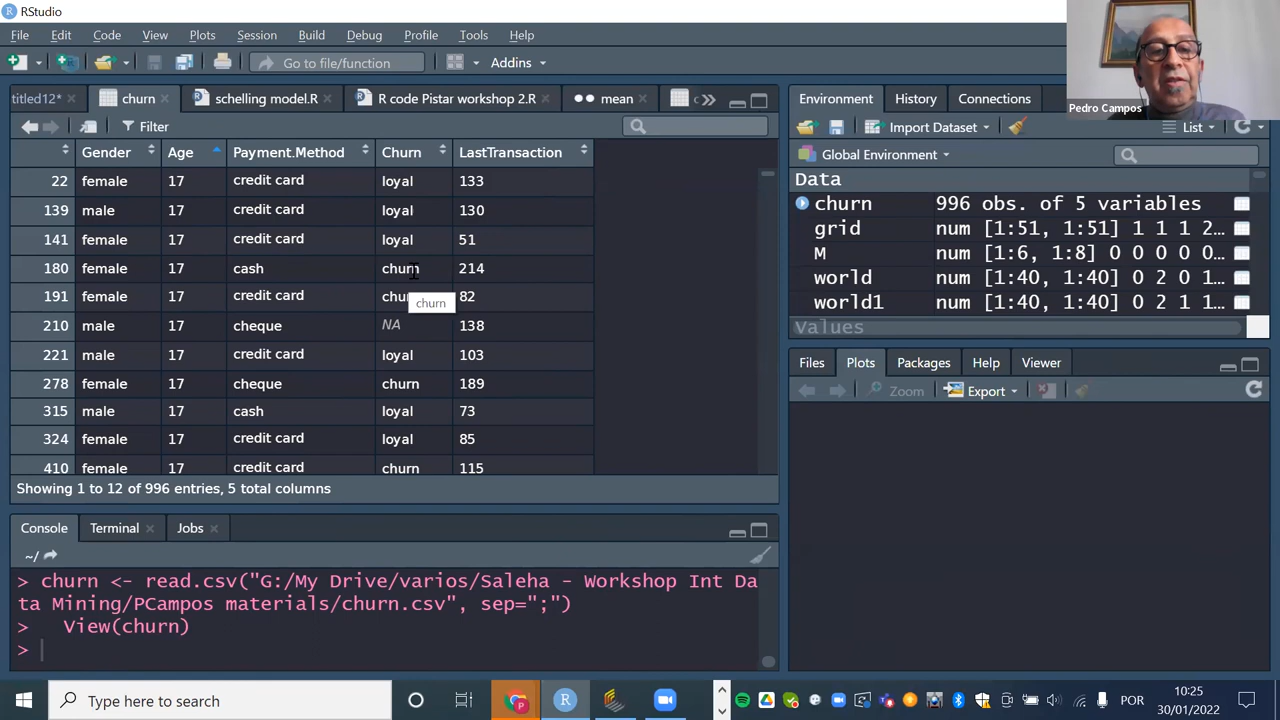 RStudio
File Edit Code View Plots Session Build Debug Profile Tools Help
Go to file/function Addins
Pedro Campos
titled12* churn schelling model.R R code Pistar workshop 2.R mean c
Filter
Gender Age Payment.Method Churn LastTransaction
22 female 17 credit card loyal 133
139 male 17 credit card loyal 130
141 female 17 credit card loyal 51
180 female 17 cash churn 214
191 female 17 credit card churn 82
churn
210 male 17 cheque NA 138
221 male 17 credit card loyal 103
278 female 17 cheque churn 189
315 male 17 cash loyal 73
324 female 17 credit card loyal 85
410 female 17 credit card churn 115
Showing 1 to 12 of 996 entries, 5 total columns
Console Terminal Jobs
~/
> churn <- read.csv("G:/My Drive/varios/Saleha - Workshop Int Da
ta Mining/PCampos materials/churn.csv", sep=";")
> View(churn)
>
Environment History Connections
Import Dataset List
Global Environment
Data
churn 996 obs. of 5 variables
grid num [1:51, 1:51] 1 1 1 2...
M num [1:6, 1:8] 0 0 0 0 0...
world num [1:40, 1:40] 0 2 0 1...
world1 num [1:40, 1:40] 0 2 1 1...
Values
Files Plots Packages Help Viewer
Zoom Export
Type here to search
POR
10:25
30/01/2022